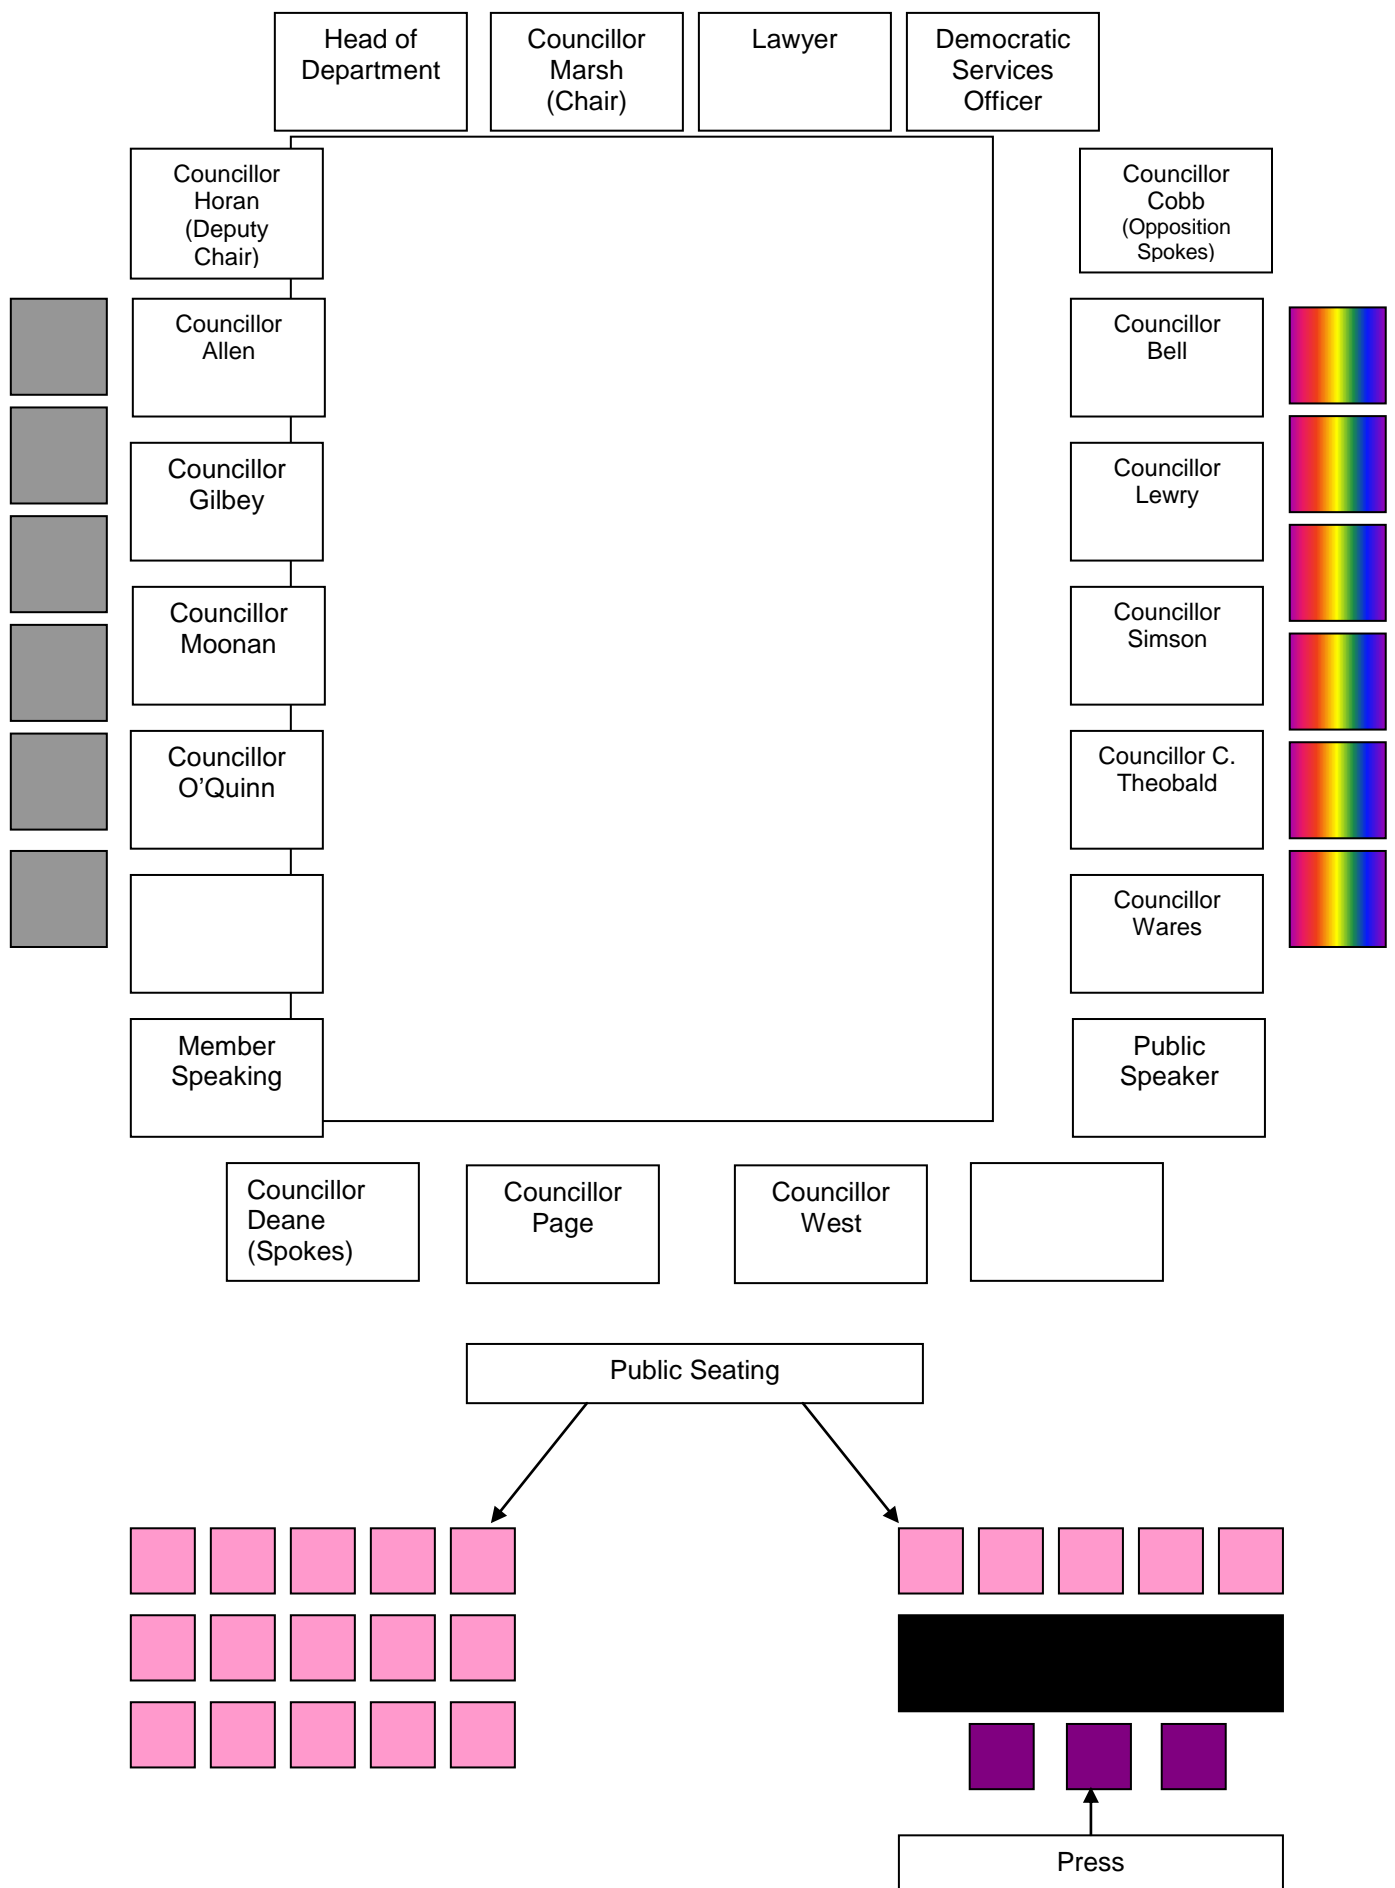 Head of
Department
Councillor
Marsh
(Chair)
Lawyer
Democratic
Services
Officer
Councillor
Horan
(Deputy
Chair)
Councillor
Cobb
(Opposition
Spokes)
Councillor
Allen
Councillor
Bell
Councillor
Gilbey
Councillor
Lewry
Councillor
Moonan
Councillor
Simson
Councillor
O’Quinn
Councillor C.
Theobald
Councillor
Wares
Member
Speaking
Public
Speaker
Councillor
Deane
(Spokes)
Councillor
Page
Councillor
West
Public Seating
Press